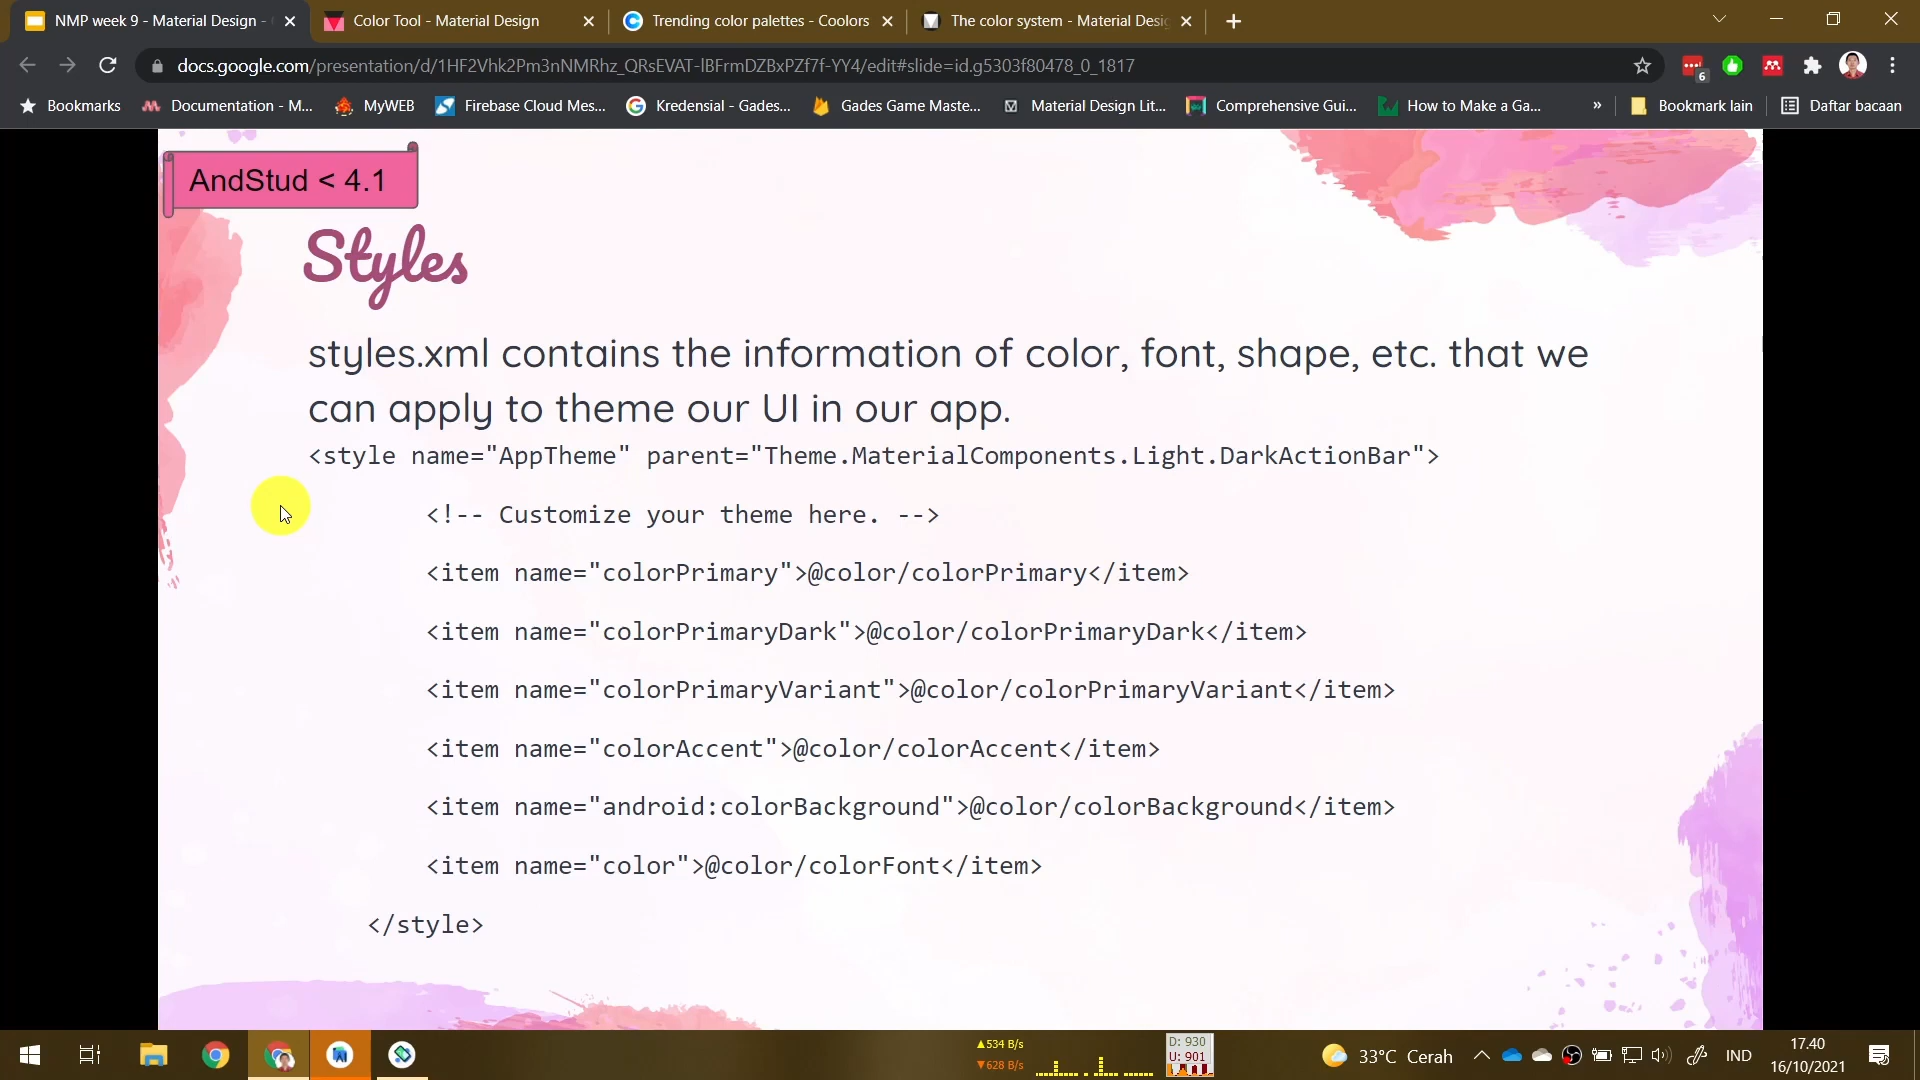 NMP week 9 - Material Design -
Color Tool - Material Design
Trending color palettes - Coolors
The color system - Material Desig
docs.google.com/presentation/d/1HF2Vhk2Pm3nNMRhz_QRsEVAT-lBFrmDZBxPZf7f-YY4/edit#slide=id.g5303f80478_0_1817
6
Bookmarks
Documentation - M...
MyWEB
Firebase Cloud Mes...
Kredensial - Gades...
Gades Game Maste...
Material Design Lit...
Comprehensive Gui...
How to Make a Ga...
»
Bookmark lain
Daftar bacaan
AndStud < 4.1
Styles
styles.xml contains the information of color, font, shape, etc. that we
can apply to theme our UI in our app.
<style name="AppTheme" parent="Theme.MaterialComponents.Light.DarkActionBar">
<!-- Customize your theme here. -->
<item name="colorPrimary">@color/colorPrimary</item>
<item name="colorPrimaryDark">@color/colorPrimaryDark</item>
<item name="colorPrimaryVariant">@color/colorPrimaryVariant</item>
<item name="colorAccent">@color/colorAccent</item>
<item name="android:colorBackground">@color/colorBackground</item>
<item name="color">@color/colorFont</item>
</style>
▲534 B/s
▼628 B/s
D: 930
U: 901
33°C Cerah
IND
17.40
16/10/2021